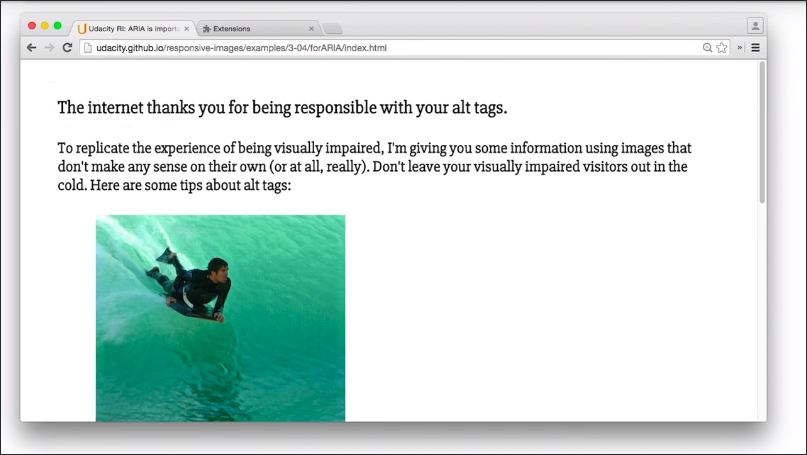 Udacity RI: ARIA is importa
Extensions
udacity.github.io/responsive-images/examples/3-04/forARIA/index.html
The internet thanks you for being responsible with your alt tags.
To replicate the experience of being visually impaired, I'm giving you some information using images that
don't make any sense on their own (or at all, really). Don't leave your visually impaired visitors out in the
cold. Here are some tips about alt tags: